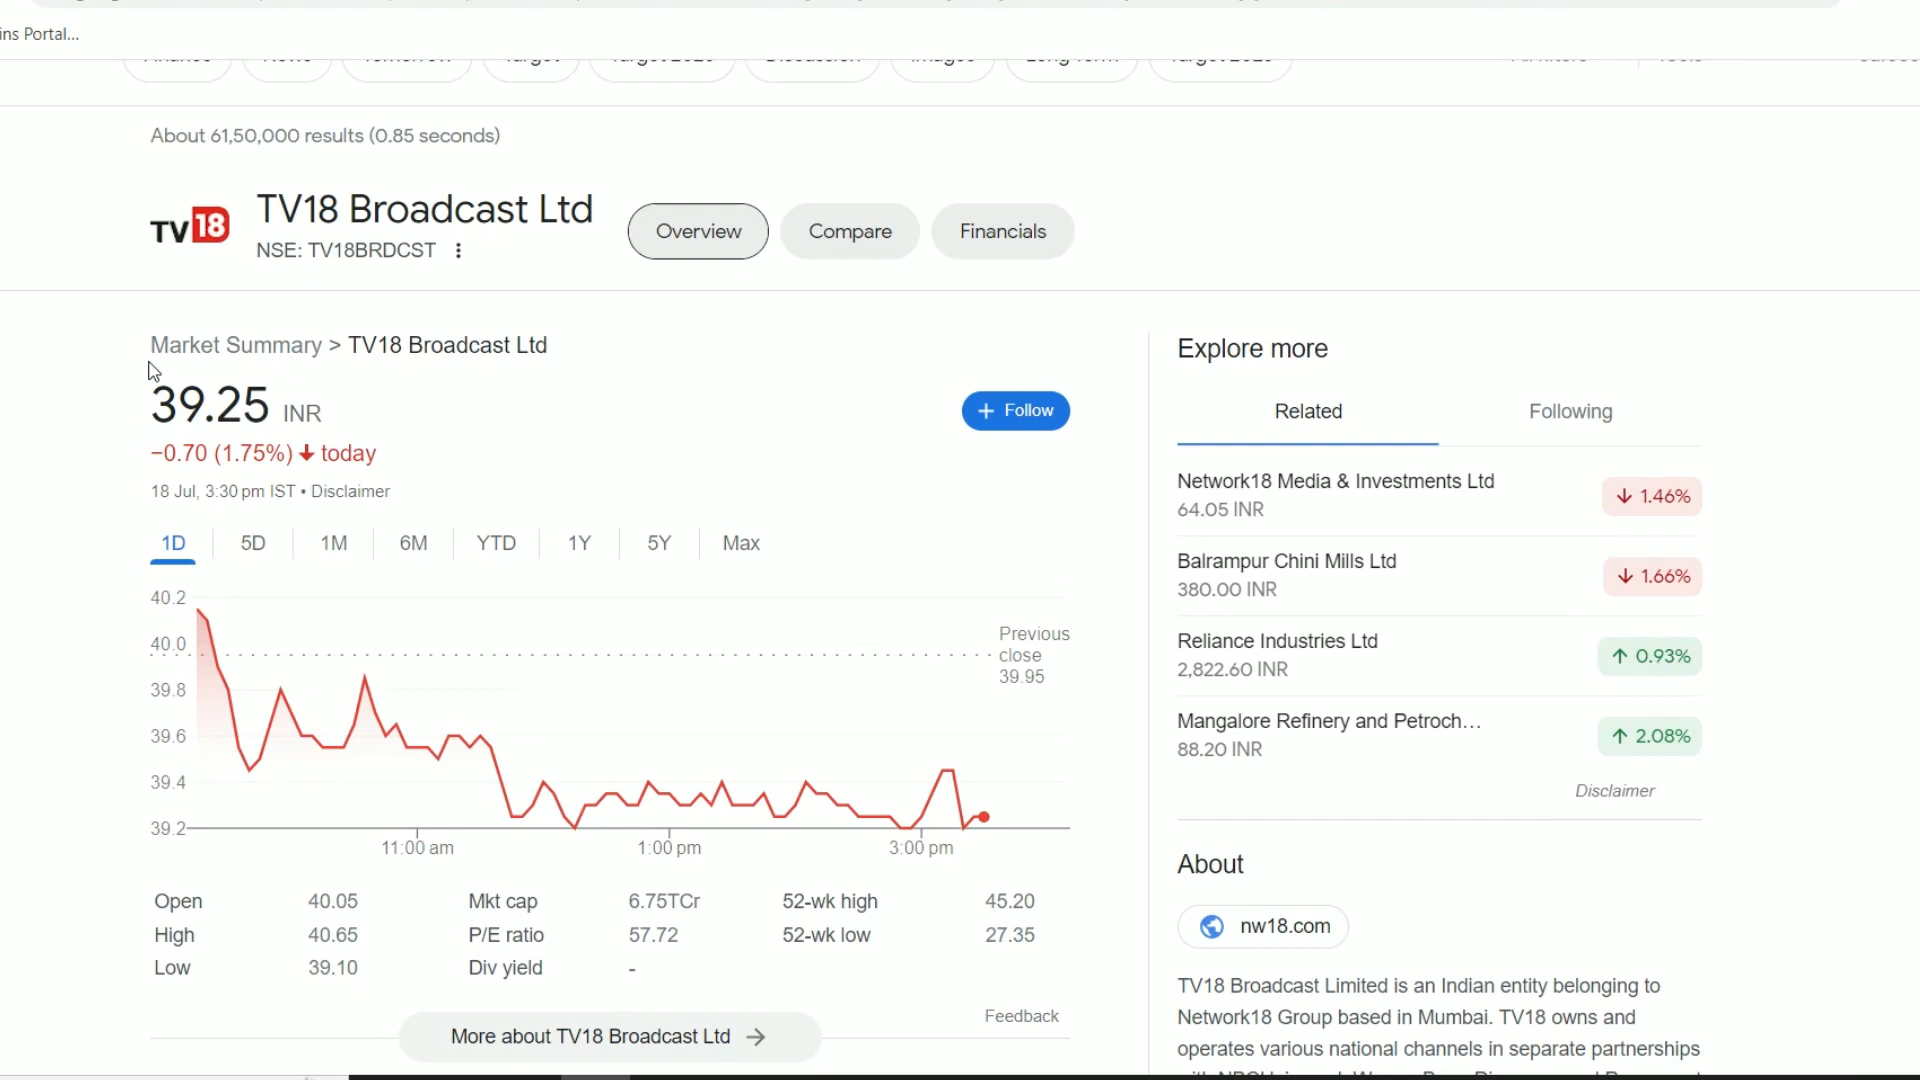 ins Portal...
About 61,50,000 results (0.85 seconds)
TV18
TV18 Broadcast Ltd
NSE: TV18BRDCST
Overview
Compare
Financials
Market Summary > TV18 Broadcast Ltd
39.25 INR
+ Follow
−0.70 (1.75%) ↓ today
18 Jul, 3:30 pm IST • Disclaimer
1D 5D 1M 6M YTD 1Y 5Y Max
40.2
40.0
39.8
39.6
39.4
39.2
Previous
close
39.95
11:00 am 1:00 pm 3:00 pm
Open 40.05 Mkt cap 6.75TCr 52-wk high 45.20
High 40.65 P/E ratio 57.72 52-wk low 27.35
Low 39.10 Div yield -
Feedback
More about TV18 Broadcast Ltd →
Explore more
Related Following
Network18 Media & Investments Ltd
64.05 INR
↓ 1.46%
Balrampur Chini Mills Ltd
380.00 INR
↓ 1.66%
Reliance Industries Ltd
2,822.60 INR
↑ 0.93%
Mangalore Refinery and Petroch...
88.20 INR
↑ 2.08%
Disclaimer
About
nw18.com
TV18 Broadcast Limited is an Indian entity belonging to
Network18 Group based in Mumbai. TV18 owns and
operates various national channels in separate partnerships